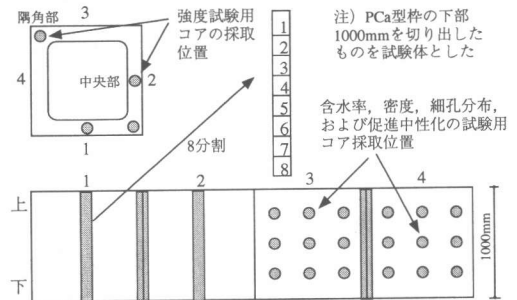 隅角部
3
強度試験用
コアの採取
位置
注）PCa型枠の下部
1000mmを切り出した
ものを試験体とした
4
中央部
2
1
8分割
1
2
3
4
5
6
7
8
含水率，密度，細孔分布，
および促進中性化の試験用
コア採取位置
1
2
3
4
上
下
1000mm